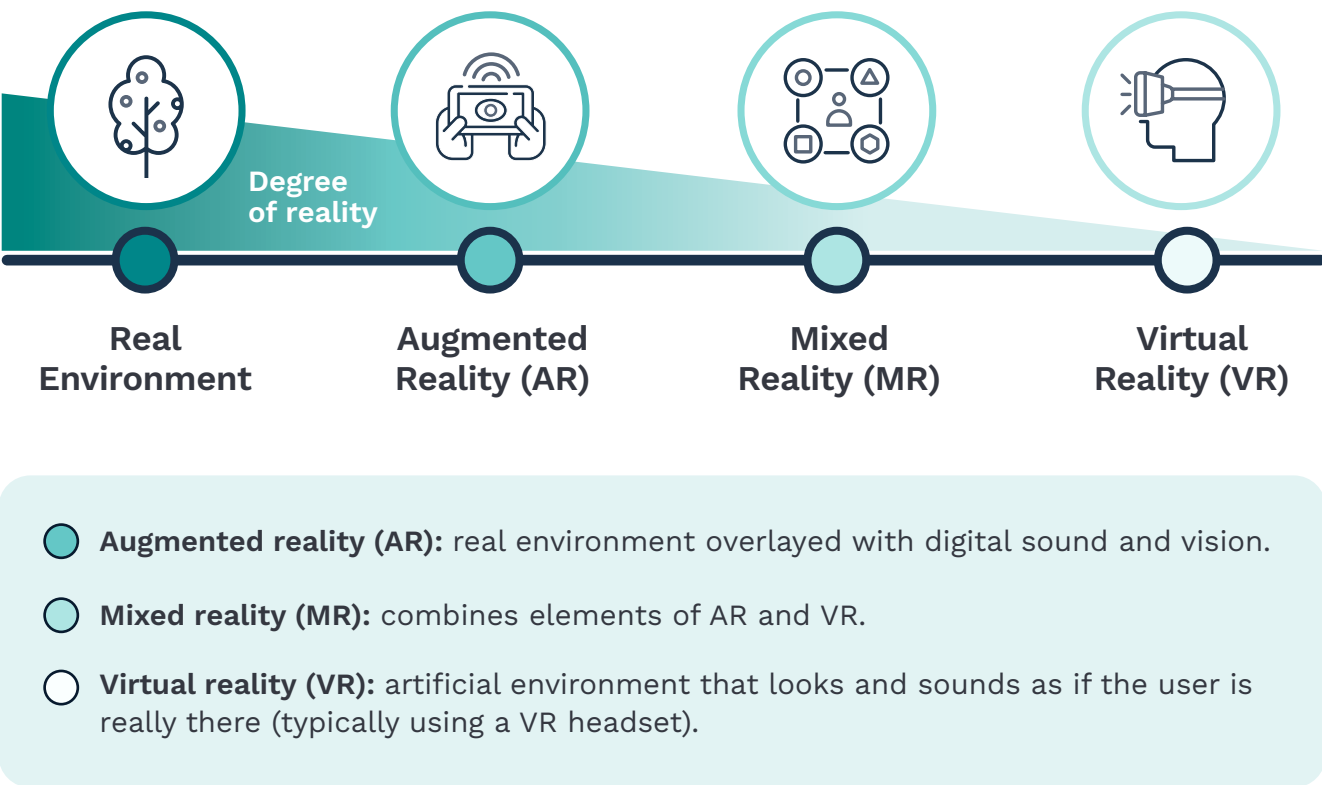 Degree
of reality
Real
Environment
Augmented
Reality (AR)
Mixed
Reality (MR)
Virtual
Reality (VR)
Augmented reality (AR): real environment overlayed with digital sound and vision.
Mixed reality (MR): combines elements of AR and VR.
Virtual reality (VR): artificial environment that looks and sounds as if the user is
really there (typically using a VR headset).